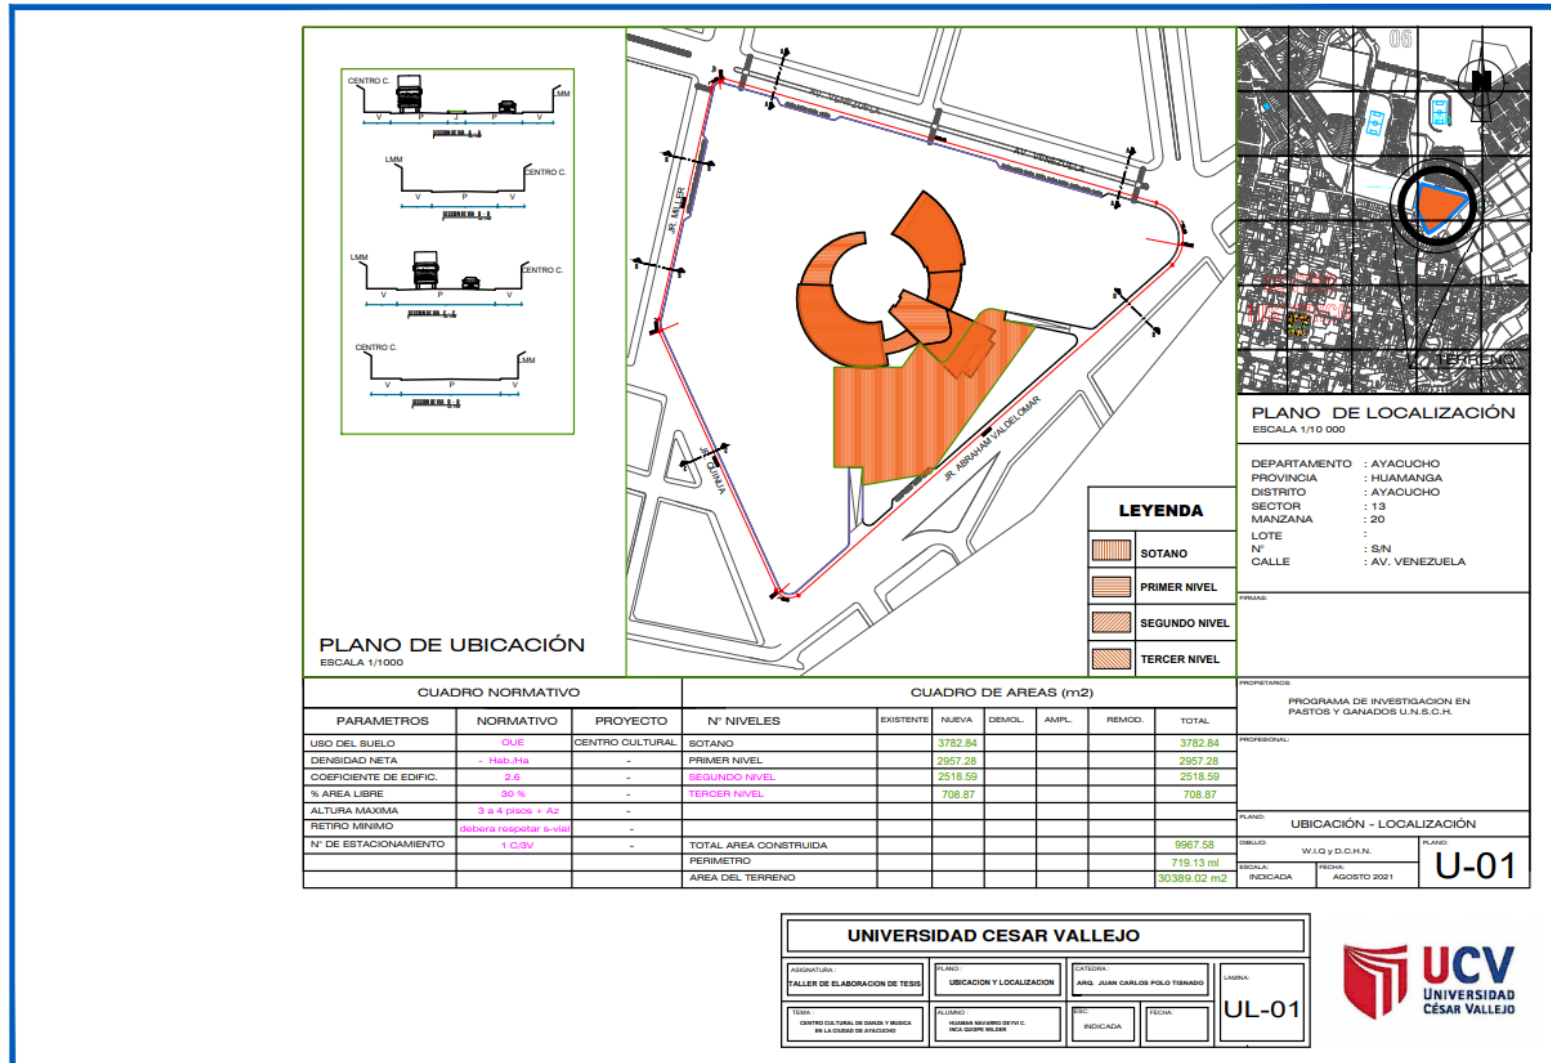 CENTRO C.
LMM
V P J P V
LMM
CENTRO C.
V P V
LMM
CENTRO C.
V P V
CENTRO C.
LMM
V P V
PLANO DE UBICACIÓN
ESCALA 1/1000
AV. VENEZUELA
AV. VENEZUELA
JR. MILLER
JR. QUINUA
JR. ABRAHAM VALDELOMAR
LEYENDA
SOTANO
PRIMER NIVEL
SEGUNDO NIVEL
TERCER NIVEL
06
N
TERRENO
PLANO DE LOCALIZACIÓN
ESCALA 1/10 000
DEPARTAMENTO : AYACUCHO
PROVINCIA : HUAMANGA
DISTRITO : AYACUCHO
SECTOR : 13
MANZANA : 20
LOTE :
N° : S/N
CALLE : AV. VENEZUELA
FIRMAS:
PROPIETARIOS:
PROGRAMA DE INVESTIGACION EN
PASTOS Y GANADOS U.N.S.C.H.
PROFESIONAL:
PLANO:
UBICACIÓN - LOCALIZACIÓN
DIBUJO:
W.I.Q y D.C.H.N.
ESCALA:
INDICADA
FECHA:
AGOSTO 2021
PLANO:
U-01
CUADRO NORMATIVO
PARAMETROS NORMATIVO PROYECTO
USO DEL SUELO OUE CENTRO CULTURAL
DENSIDAD NETA - Hab./Ha -
COEFICIENTE DE EDIFIC. 2.6 -
% AREA LIBRE 30 % -
ALTURA MAXIMA 3 a 4 pisos + Az -
RETIRO MINIMO debera respetar s-vial -
N° DE ESTACIONAMIENTO 1 C/3V -
CUADRO DE AREAS (m2)
N° NIVELES EXISTENTE NUEVA DEMOL. AMPL. REMOD. TOTAL
SOTANO 3782.84 3782.84
PRIMER NIVEL 2957.28 2957.28
SEGUNDO NIVEL 2518.59 2518.59
TERCER NIVEL 708.87 708.87
TOTAL AREA CONSTRUIDA 9967.58
PERIMETRO 719.13 ml
AREA DEL TERRENO 30389.02 m2
UNIVERSIDAD CESAR VALLEJO
ASIGNATURA :
TALLER DE ELABORACION DE TESIS
PLANO :
UBICACION Y LOCALIZACION
CATEDRA :
ARQ. JUAN CARLOS POLO TISNADO
LAMINA:
UL-01
TEMA :
CENTRO CULTURAL DE DANZA Y MUSICA
EN LA CIUDAD DE AYACUCHO
ALUMNO :
HUAMAN NAVARRO DEYVI C.
INCA QUISPE WILDER
ESC:
INDICADA
FECHA:
UCV
UNIVERSIDAD
CÉSAR VALLEJO